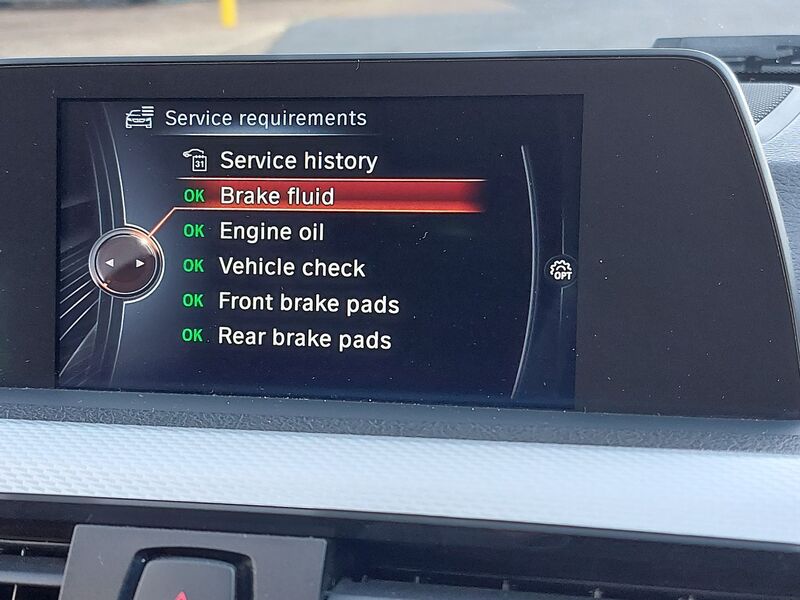 Service requirements
31 Service history
OK Brake fluid
OK Engine oil
OK Vehicle check
OK Front brake pads
OK Rear brake pads
OPT